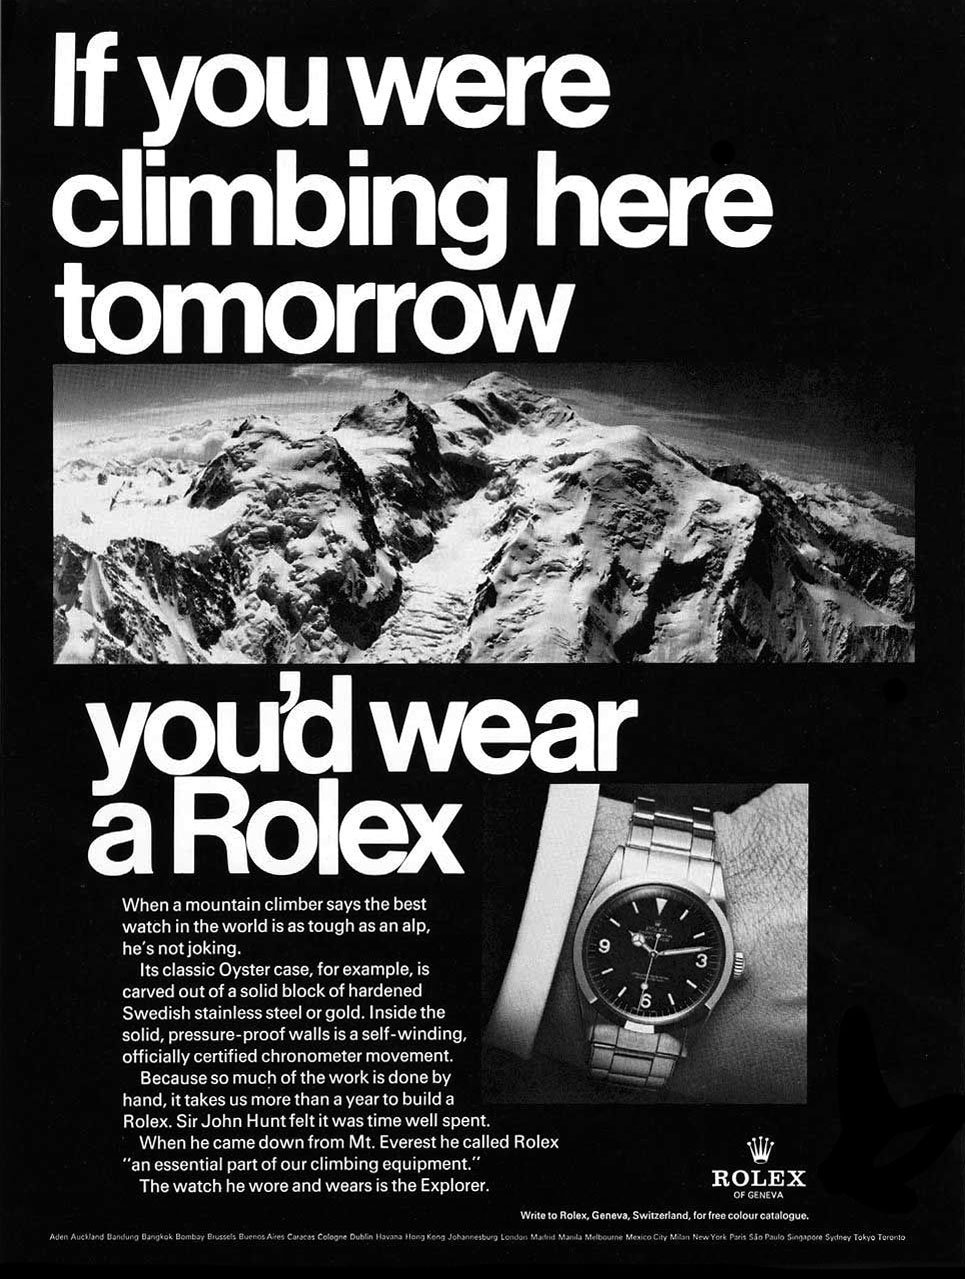 If you were
climbing here
tomorrow
you'd wear
a Rolex
When a mountain climber says the best
watch in the world is as tough as an alp,
he's not joking.
Its classic Oyster case, for example, is
carved out of a solid block of hardened
Swedish stainless steel or gold. Inside the
solid, pressure-proof walls is a self-winding,
officially certified chronometer movement.
Because so much of the work is done by
hand, it takes us more than a year to build a
Rolex. Sir John Hunt felt it was time well spent.
When he came down from Mt. Everest he called Rolex
"an essential part of our climbing equipment."
The watch he wore and wears is the Explorer.
9
3
6
ROLEX
OF GENEVA
Write to Rolex, Geneva, Switzerland, for free colour catalogue.
Aden Auckland Bandung Bangkok Bombay Brussels Buenos Aires Caracas Cologne Dublin Havana Hong Kong Johannesburg London Madrid Manila Melbourne Mexico City Milan New York Paris São Paulo Singapore Sydney Tokyo Toronto